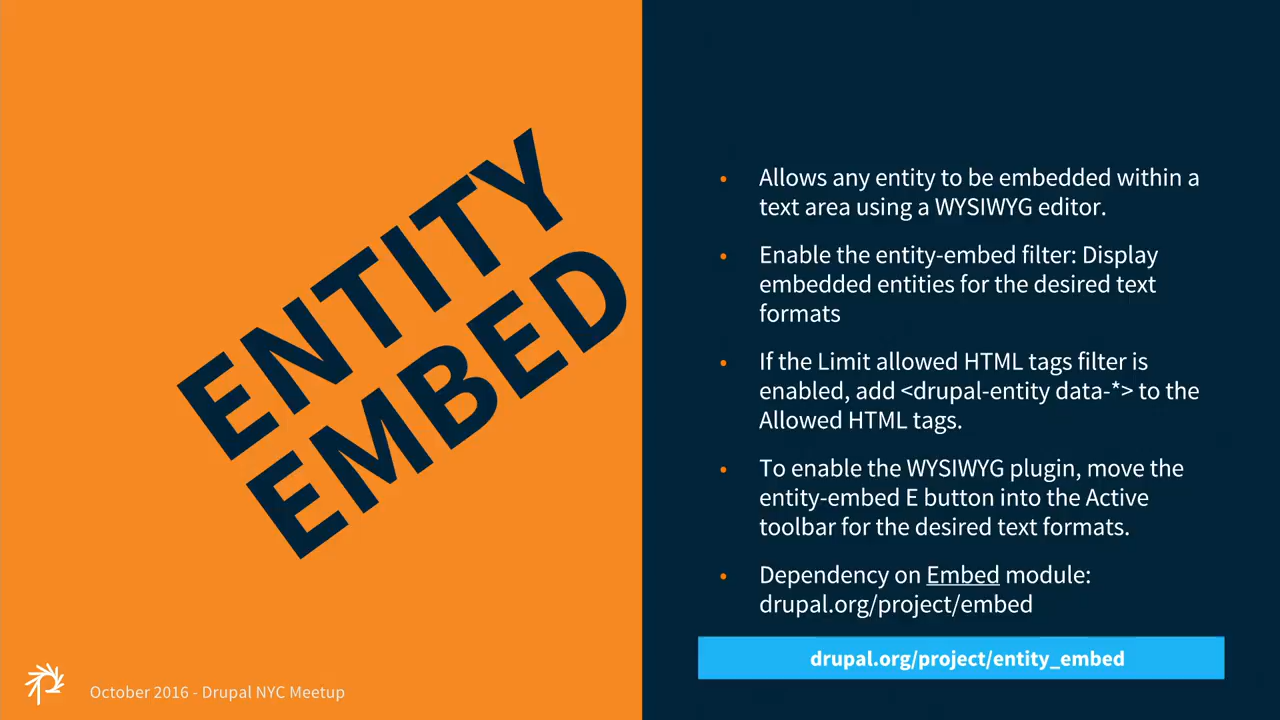 ENTITY
EMBED
• Allows any entity to be embedded within a
text area using a WYSIWYG editor.
• Enable the entity-embed filter: Display
embedded entities for the desired text
formats
• If the Limit allowed HTML tags filter is
enabled, add <drupal-entity data-*> to the
Allowed HTML tags.
• To enable the WYSIWYG plugin, move the
entity-embed E button into the Active
toolbar for the desired text formats.
• Dependency on Embed module:
drupal.org/project/embed
drupal.org/project/entity_embed
October 2016 - Drupal NYC Meetup